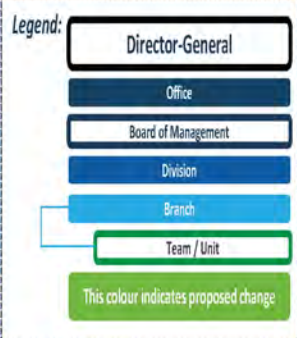 Legend:
Director-General
Office
Board of Management
Division
Branch
Team / Unit
This colour indicates proposed change